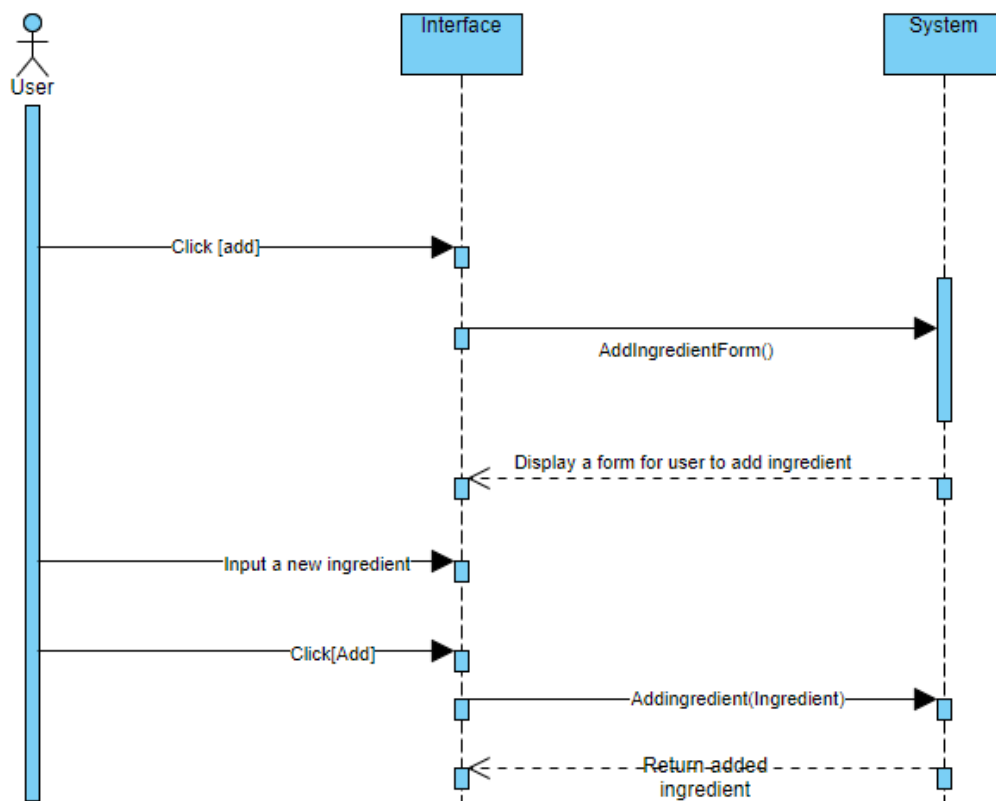 Interface
System
User
Click [add]
AddIngredientForm()
Display a form for user to add ingredient
Input a new ingredient
Click[Add]
Addingredient(Ingredient)
Return added
ingredient